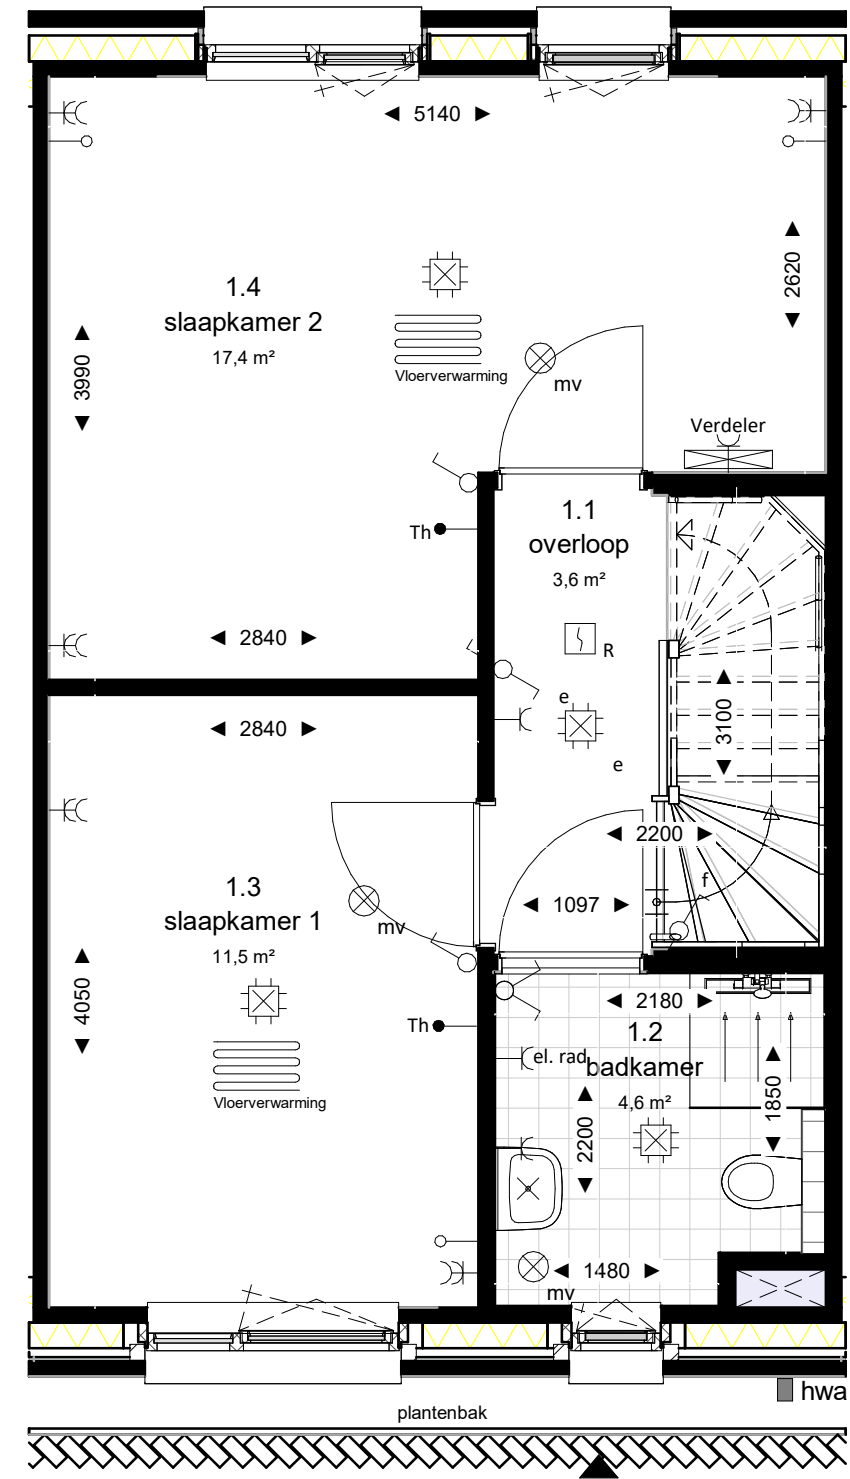 5140
2620
1.4
slaapkamer 2
17,4 m²
3990
Vloerverwarming
mv
Verdeler
1.1
overloop
3,6 m²
Th
R
2840
e
2840
3100
e
2200
f
1.3
slaapkamer 1
11,5 m²
1097
mv
4050
2180
Th
1.2
badkamer
el. rad
4,6 m²
1850
2200
Vloerverwarming
1480
mv
hwa
plantenbak